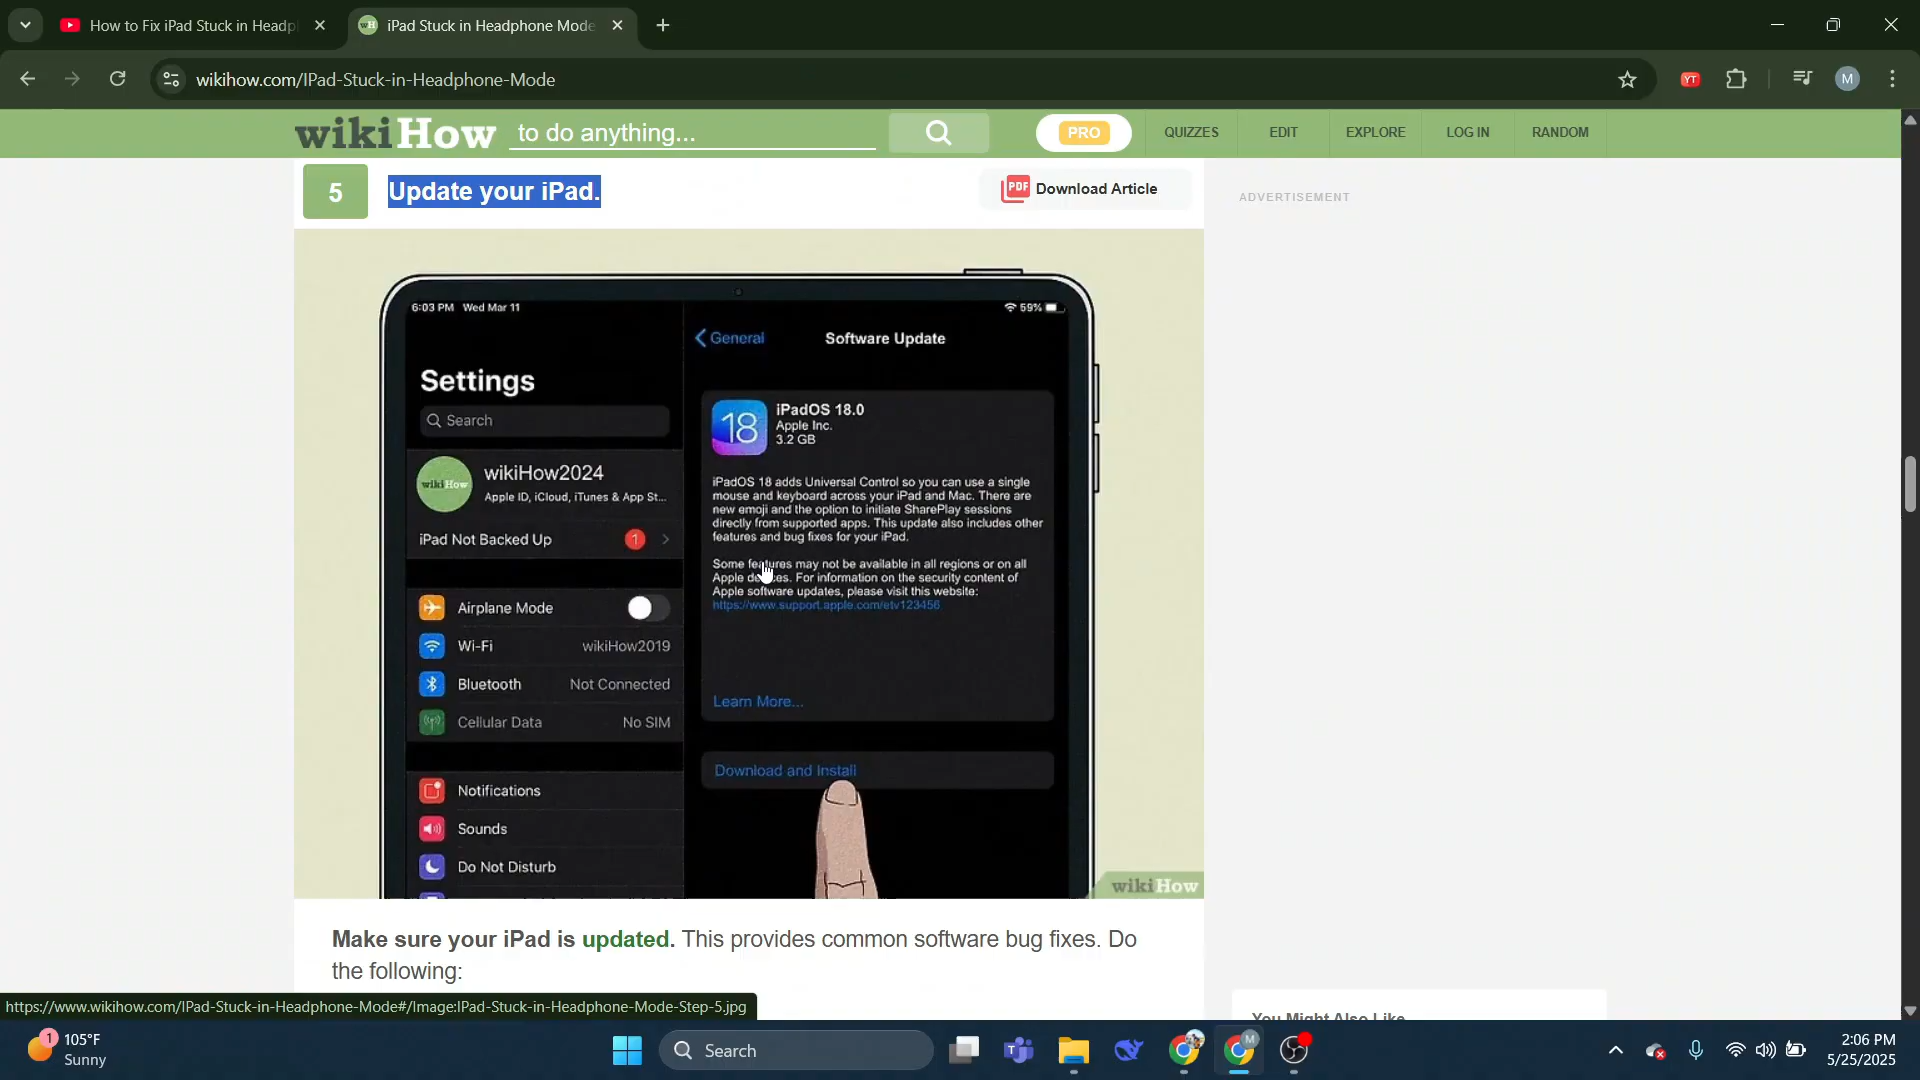 How to Fix iPad Stuck in Headp
iPad Stuck in Headphone Mode
wikihow.com/IPad-Stuck-in-Headphone-Mode
YT
M
wikiHow to do anything...
PRO
QUIZZES
EDIT
EXPLORE
LOG IN
RANDOM
5
Update your iPad.
PDF Download Article
ADVERTISEMENT
6:03 PM Wed Mar 11
59%
Settings
Search
wikiHow
wikiHow2024
Apple ID, iCloud, iTunes & App St...
iPad Not Backed Up 1
Airplane Mode
Wi-Fi wikiHow2019
Bluetooth Not Connected
Cellular Data No SIM
Notifications
Sounds
Do Not Disturb
General
Software Update
18
iPadOS 18.0
Apple Inc.
3.2 GB
iPadOS 18 adds Universal Control so you can use a single
mouse and keyboard across your iPad and Mac. There are
new emoji and the option to initiate SharePlay sessions
directly from supported apps. This update also includes other
features and bug fixes for your iPad.
Some features may not be available in all regions or on all
Apple devices. For information on the security content of
Apple software updates, please visit this website:
https://www.support.apple.com/etv123456
Learn More...
Download and Install
wikiHow
Make sure your iPad is updated. This provides common software bug fixes. Do
the following:
You Might Also Like
https://www.wikihow.com/IPad-Stuck-in-Headphone-Mode#/Image:IPad-Stuck-in-Headphone-Mode-Step-5.jpg
1
105°F
Sunny
Search
M
2:06 PM
5/25/2025